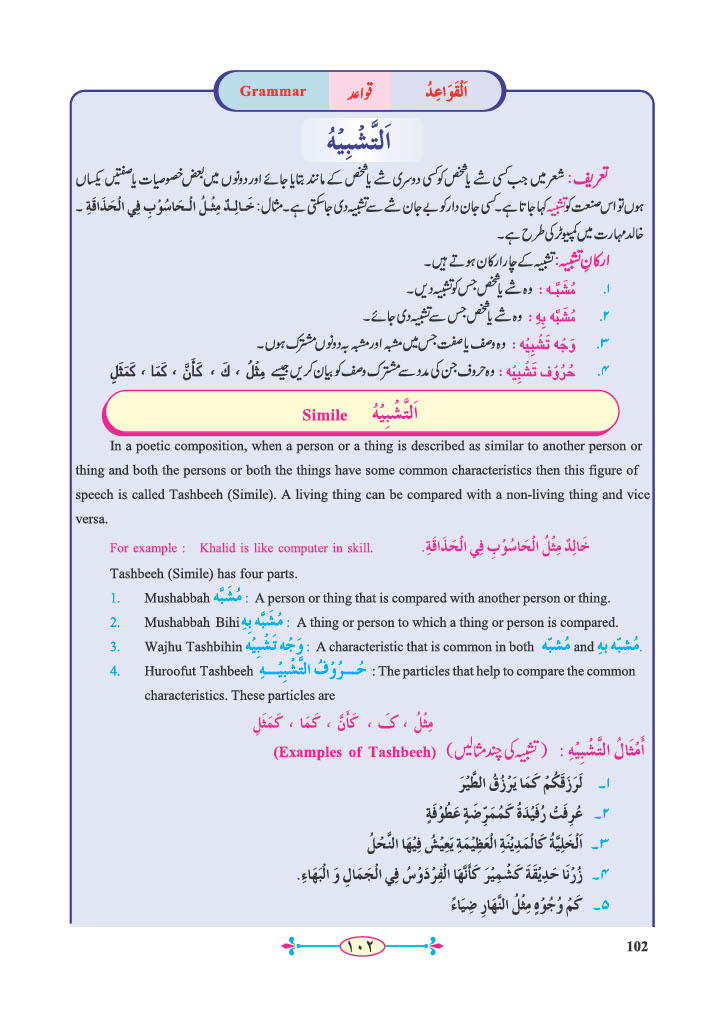 Grammar قواعد اَلْقَوَاعِدُ
اَلتَّشْبِيْهُ
تعریف: شعر میں جب کسی شے یا شخص کو کسی دوسری شے یا شخص کے مانند بتایا جائے اور دونوں میں بعض خصوصیات یا صفتیں یکساں
ہوں تو اس صنعت کو تشبیہ کہا جاتا ہے۔ کسی جان دار کو بے جان شے سے تشبیہ دی جا سکتی ہے۔ مثال: خَالِدٌ مِثْلُ الْحَاسُوْبِ فِي الْحَذَاقَةِ ۔
خالد مہارت میں کمپیوٹر کی طرح ہے۔
ارکانِ تشبیہ: تشبیہ کے چار ارکان ہوتے ہیں۔
۱. مُشَبَّه : وہ شے یا شخص جس کو تشبیہ دیں۔
۲. مُشَبَّه بِهٖ : وہ شے یا شخص جس سے تشبیہ دی جائے۔
۳. وَجْه تَشْبِيْه : وہ وصف یا صفت جس میں مشبہ اور مشبہ بہ دونوں مشترک ہوں۔
۴. حُرُوْف تَشْبِيْه : وہ حروف جن کی مدد سے مشترک وصف کو بیان کریں جیسے مِثْلُ ، كَ ، كَأَنَّ ، كَمَا ، كَمَثَلِ
Simile اَلتَّشْبِيْهُ
In a poetic composition, when a person or a thing is described as similar to another person or
thing and both the persons or both the things have some common characteristics then this figure of
speech is called Tashbeeh (Simile). A living thing can be compared with a non-living thing and vice
versa.
For example : Khalid is like computer in skill. خَالِدٌ مِثْلُ الْحَاسُوْبِ فِي الْحَذَاقَةِ.
Tashbeeh (Simile) has four parts.
1. Mushabbah مُشَبَّه : A person or thing that is compared with another person or thing.
2. Mushabbah Bihi مُشَبَّه بِهٖ : A thing or person to which a thing or person is compared.
3. Wajhu Tashbihin وَجْه تَشْبِيْه : A characteristic that is common in both مُشبّه and مُشبّه بهٖ.
4. Huroofut Tashbeeh حُـرُوْفُ التَّشْبِيْـهِ : The particles that help to compare the common
characteristics. These particles are
مِثْلُ ، كَ ، كَأَنَّ ، كَمَا ، كَمَثَلِ
أَمْثَالُ التَّشْبِيْهِ : (تشبیہ کی چند مثالیں) (Examples of Tashbeeh)
۱۔ لَرَزَقَكُمْ كَمَا يَرْزُقُ الطَّيْرَ
۲۔ عُرِفَتْ رُفَيْدَةُ كَمُمَرِّضَةٍ عَطُوْفَةٍ
۳۔ اَلْخَلِيَّةُ كَالْمَدِيْنَةِ الْعَظِيْمَةِ يَعِيْشُ فِيْهَا النَّحْلُ
۴۔ زُرْنَا حَدِيْقَةَ كَشْمِيْرَ كَأَنَّهَا الْفِرْدَوْسُ فِي الْجَمَالِ وَ الْبَهَاءِ.
۵۔ كَمْ وُجُوْهٍ مِثْلُ النَّهَارِ ضِيَاءً
۱۰۲ 102